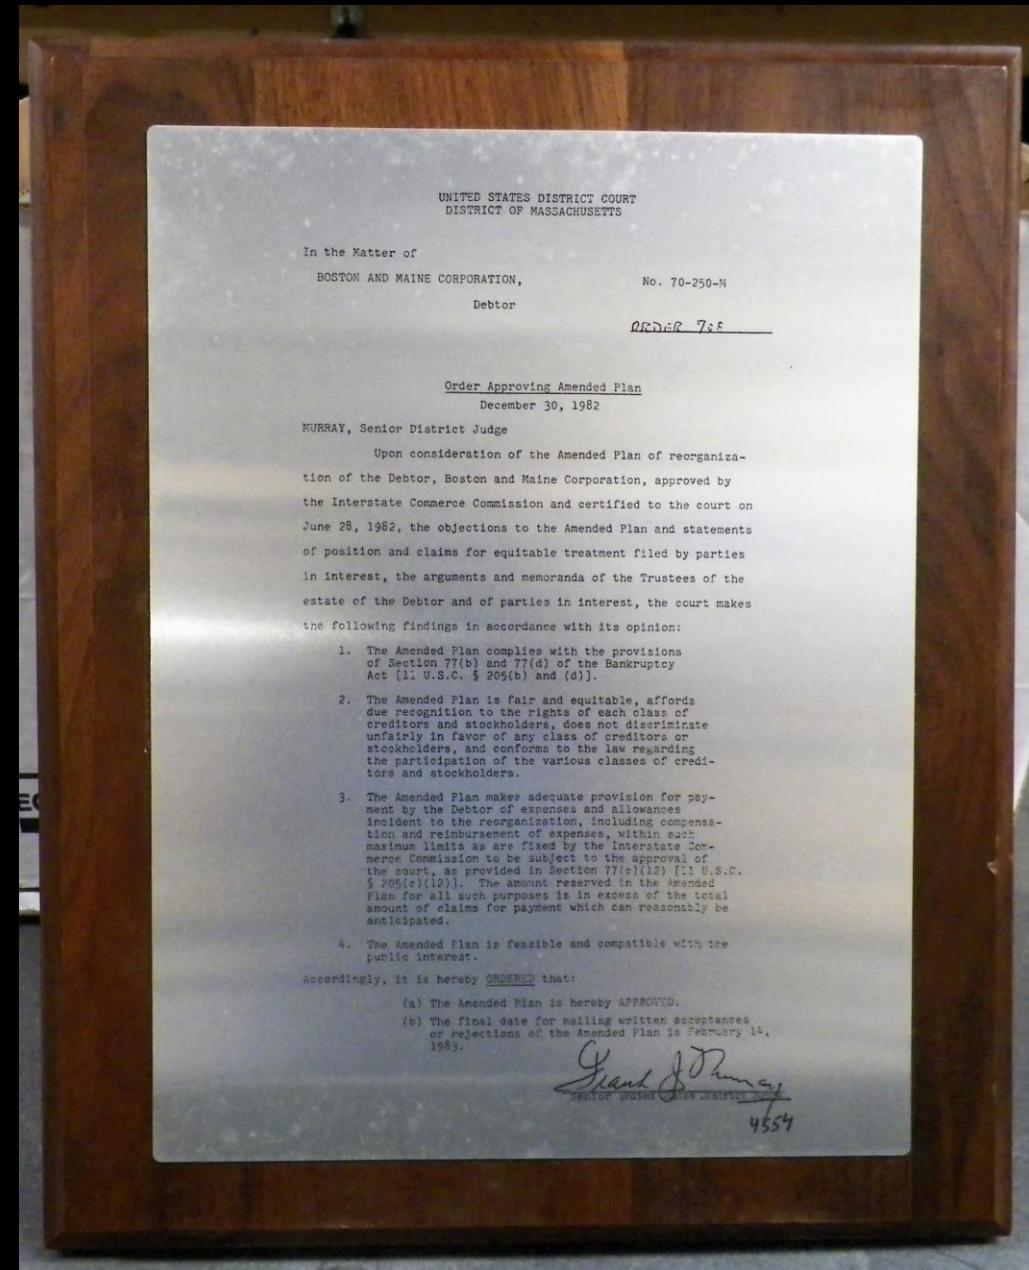 UNITED STATES DISTRICT COURT
DISTRICT OF MASSACHUSETTS
In the Matter of
BOSTON AND MAINE CORPORATION,
No. 70-250-M
Debtor
ORDER
Order Approving Amended Plan
December 30, 1982
MURRAY, Senior District Judge
Upon consideration of the Amended Plan of reorganiza-
tion of the Debtor, Boston and Maine Corporation, approved by
the Interstate Commerce Commission and certified to the court on
June 28, 1982, the objections to the Amended Plan and statements
of position and claims for equitable treatment filed by parties
in interest, the arguments and memoranda of the Trustees of the
estate of the Debtor and of parties in interest, the court makes
the following findings in accordance with its opinion:
1. The Amended Plan complies with the provisions
of Section 77(b) and 77(d) of the Bankruptcy
Act [11 U.S.C. § 205(b) and (d)].
2. The Amended Plan is fair and equitable, affords
due recognition to the rights of each class of
creditors and stockholders, does not discriminate
unfairly in favor of any class of creditors or
stockholders, and conforms to the law regarding
the participation of the various classes of credi-
tors and stockholders.
3. The Amended Plan makes adequate provision for pay-
ment by the Debtor of expenses and allowances
incident to the reorganization, including compensa-
tion and reimbursement of expenses, within such
maximum limits as are fixed by the Interstate Com-
merce Commission to be subject to the approval of
the court, as provided in Section 77(c)(12) [11 U.S.C.
§ 205(c)(12)]. The amount reserved in the Amended
Plan for all such purposes is in excess of the total
amount of claims for payment which can reasonably be
anticipated.
4. The Amended Plan is feasible and compatible with the
public interest.
Accordingly, it is hereby ORDERED that:
(a) The Amended Plan is hereby APPROVED.
(b) The final date for mailing written acceptances
or rejections of the Amended Plan is February 14,
1983.
Frank J Murray
Senior United States District Judge
4554